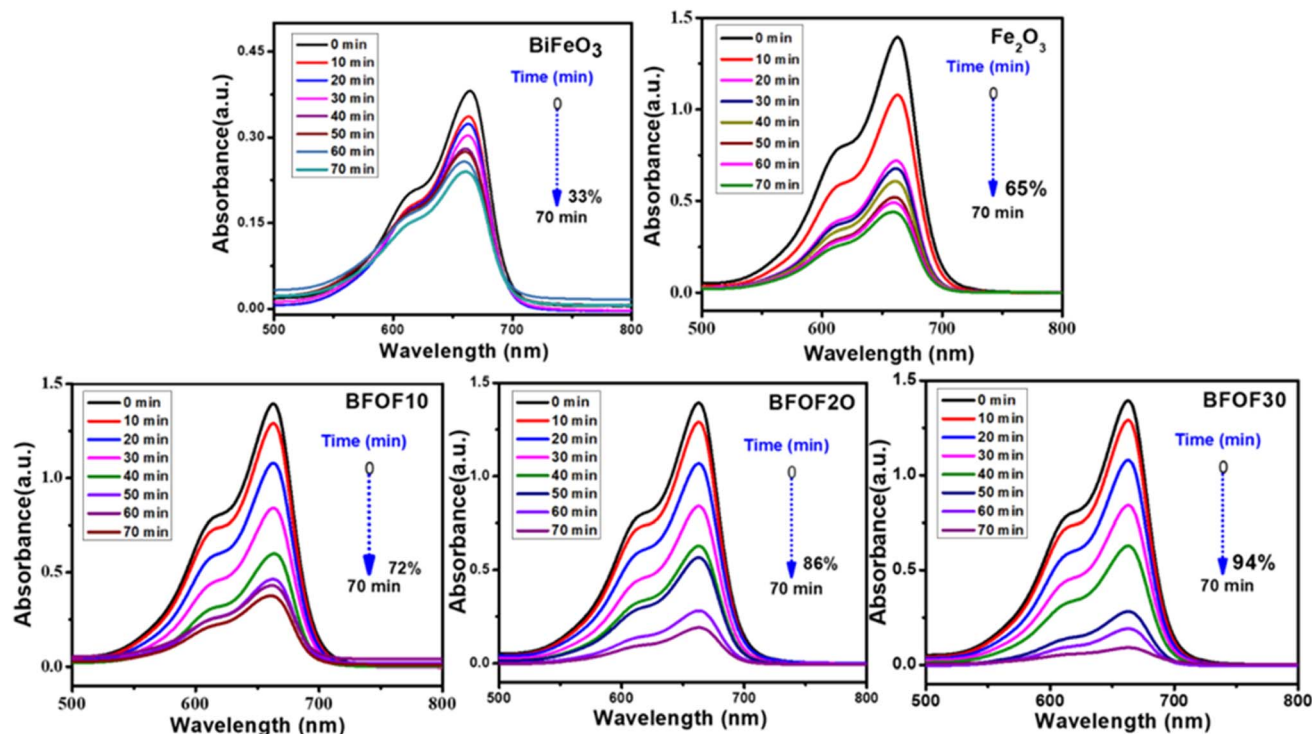 BiFeO3
0 min
10 min
20 min
30 min
40 min
50 min
60 min
70 min
Time (min)
0
33%
70 min
0.45
0.30
0.15
0.00
Absorbance(a.u.)
500 600 700 800
Wavelength (nm)
Fe2O3
0 min
10 min
20 min
30 min
40 min
50 min
60 min
70 min
Time (min)
0
65%
70 min
1.5
1.0
0.5
0.0
Absorbance(a.u.)
500 600 700 800
Wavelength (nm)
BFOF10
0 min
10 min
20 min
30 min
40 min
50 min
60 min
70 min
Time (min)
0
72%
70 min
1.5
1.0
0.5
0.0
Absorbance(a.u.)
500 600 700 800
Wavelength (nm)
BFOF2O
0 min
10 min
20 min
30 min
40 min
50 min
60 min
70 min
Time (min)
0
86%
70 min
1.5
1.0
0.5
0.0
Absorbance(a.u.)
500 600 700 800
Wavelength (nm)
BFOF30
0 min
10 min
20 min
30 min
40 min
50 min
60 min
70 min
Time (min)
0
94%
70 min
1.5
1.0
0.5
0.0
Absorbance(a.u.)
500 600 700 800
Wavelength (nm)